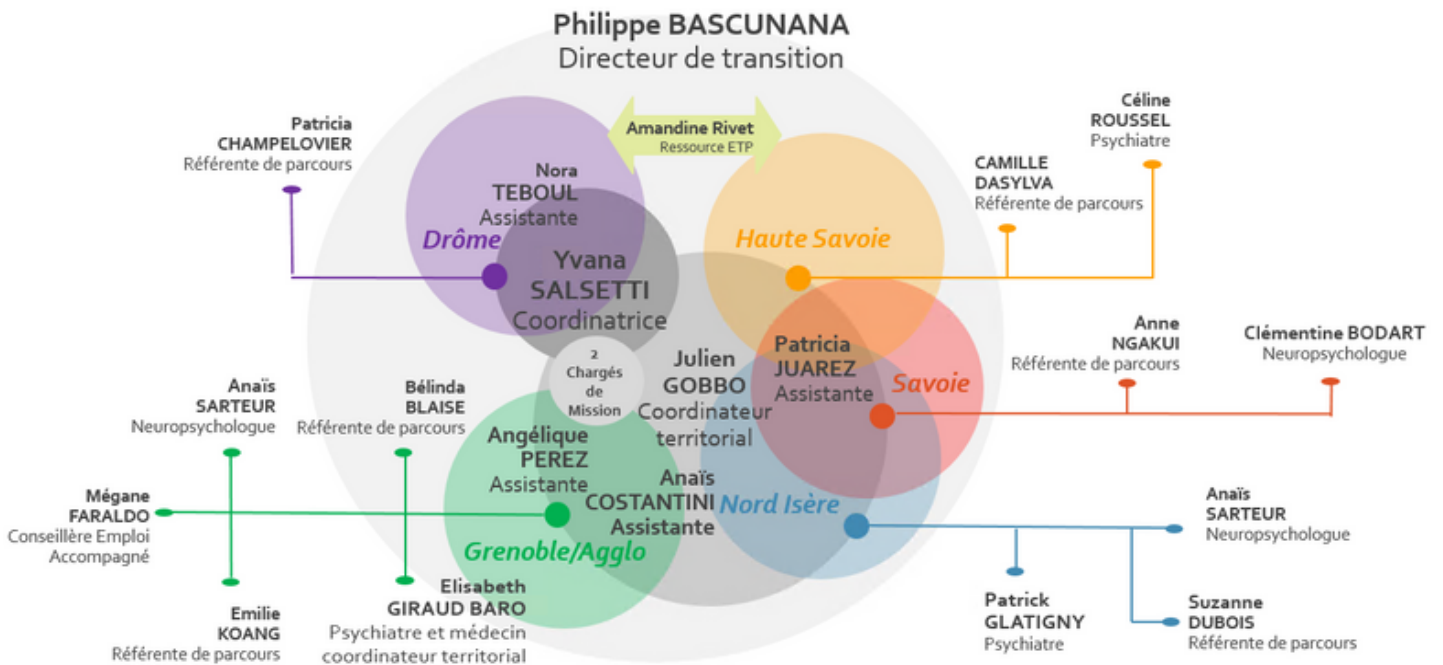 Philippe BASCUNANA
Directeur de transition
Amandine Rivet
Ressource ETP
Patricia
CHAMPELOVIER
Référente de parcours
Nora
TEBOUL
Assistante
Drôme
Yvana
SALSETTI
Coordinatrice
Céline
ROUSSEL
Psychiatre
CAMILLE
DASYLVA
Référente de parcours
Haute Savoie
2
Chargés
de
Mission
Julien
GOBBO
Coordinateur
territorial
Patricia
JUAREZ
Assistante
Savoie
Anne
NGAKUI
Référente de parcours
Clémentine BODART
Neuropsychologue
Anaïs
SARTEUR
Neuropsychologue
Bélinda
BLAISE
Référente de parcours
Angélique
PEREZ
Assistante
Anaïs
COSTANTINI
Assistante
Nord Isère
Grenoble/Agglo
Mégane
FARALDO
Conseillère Emploi
Accompagné
Emilie
KOANG
Référente de parcours
Elisabeth
GIRAUD BARO
Psychiatre et médecin
coordinateur territorial
Anaïs
SARTEUR
Neuropsychologue
Patrick
GLATIGNY
Psychiatre
Suzanne
DUBOIS
Référente de parcours